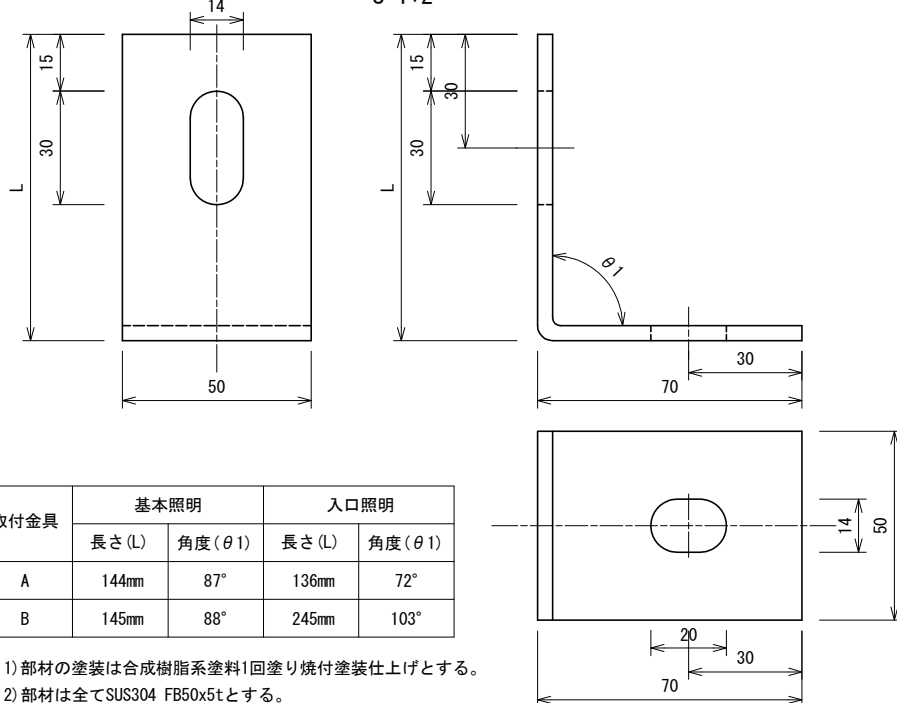 14
15
30
L
50
15
30
30
L
θ1
30
70
14
50
20
30
70
取付金具 基本照明 入口照明
長さ(L) 角度(θ1) 長さ(L) 角度(θ1)
A 144mm 87° 136mm 72°
B 145mm 88° 245mm 103°
1)部材の塗装は合成樹脂系塗料1回塗り焼付塗装仕上げとする。
2)部材は全てSUS304 FB50x5tとする。